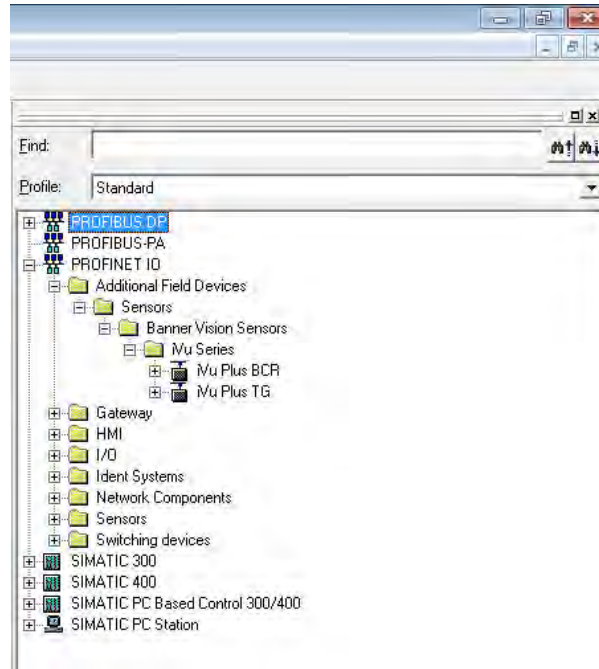 Find:
Profile: Standard
PROFIBUS DP
PROFIBUS-PA
PROFINET IO
Additional Field Devices
Sensors
Banner Vision Sensors
iVu Series
iVu Plus BCR
iVu Plus TG
Gateway
HMI
I/O
Ident Systems
Network Components
Sensors
Switching devices
SIMATIC 300
SIMATIC 400
SIMATIC PC Based Control 300/400
SIMATIC PC Station